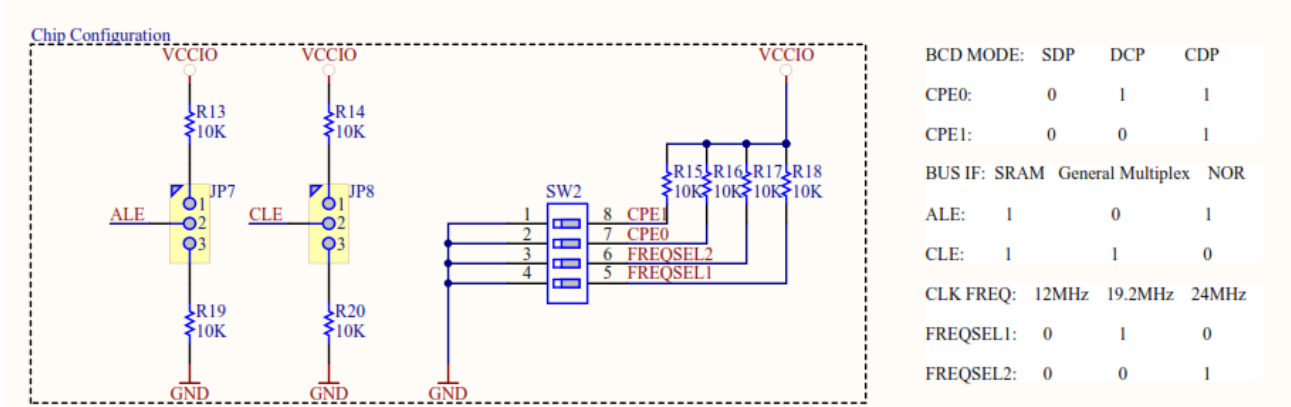 Chip Configuration
VCCIO VCCIO VCCIO
R13 R14
10K 10K
R15 R16 R17 R18
10K 10K 10K 10K
JP7 JP8 SW2
1 1
ALE 2 CLE 2
3 3
1 8 CPE1
2 7 CPE0
3 6 FREQSEL2
4 5 FREQSEL1
R19 R20
10K 10K
GND GND GND
BCD MODE: SDP DCP CDP
CPE0: 0 1 1
CPE1: 0 0 1
BUS IF: SRAM General Multiplex NOR
ALE: 1 0 1
CLE: 1 1 0
CLK FREQ: 12MHz 19.2MHz 24MHz
FREQSEL1: 0 1 0
FREQSEL2: 0 0 1